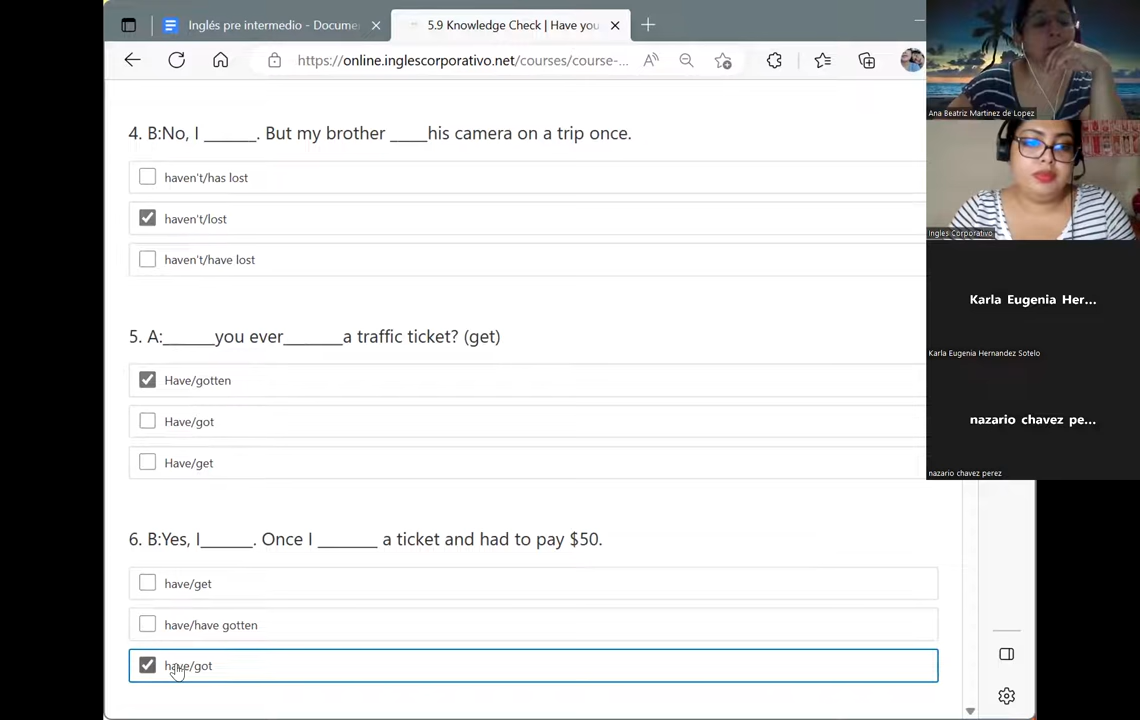 Inglés pre intermedio - Docume
5.9 Knowledge Check | Have you
https://online.inglescorporativo.net/courses/course-...
Ana Beatriz Martinez de Lopez
4. B:No, I ______. But my brother ____his camera on a trip once.
haven't/has lost
haven't/lost
Ingles Corporativo
haven't/have lost
Karla Eugenia Her...
5. A:______you ever_______a traffic ticket? (get)
Karla Eugenia Hernandez Sotelo
Have/gotten
Have/got
nazario chavez pe...
Have/get
nazario chavez perez
6. B:Yes, I______. Once I _______ a ticket and had to pay $50.
have/get
have/have gotten
have/got